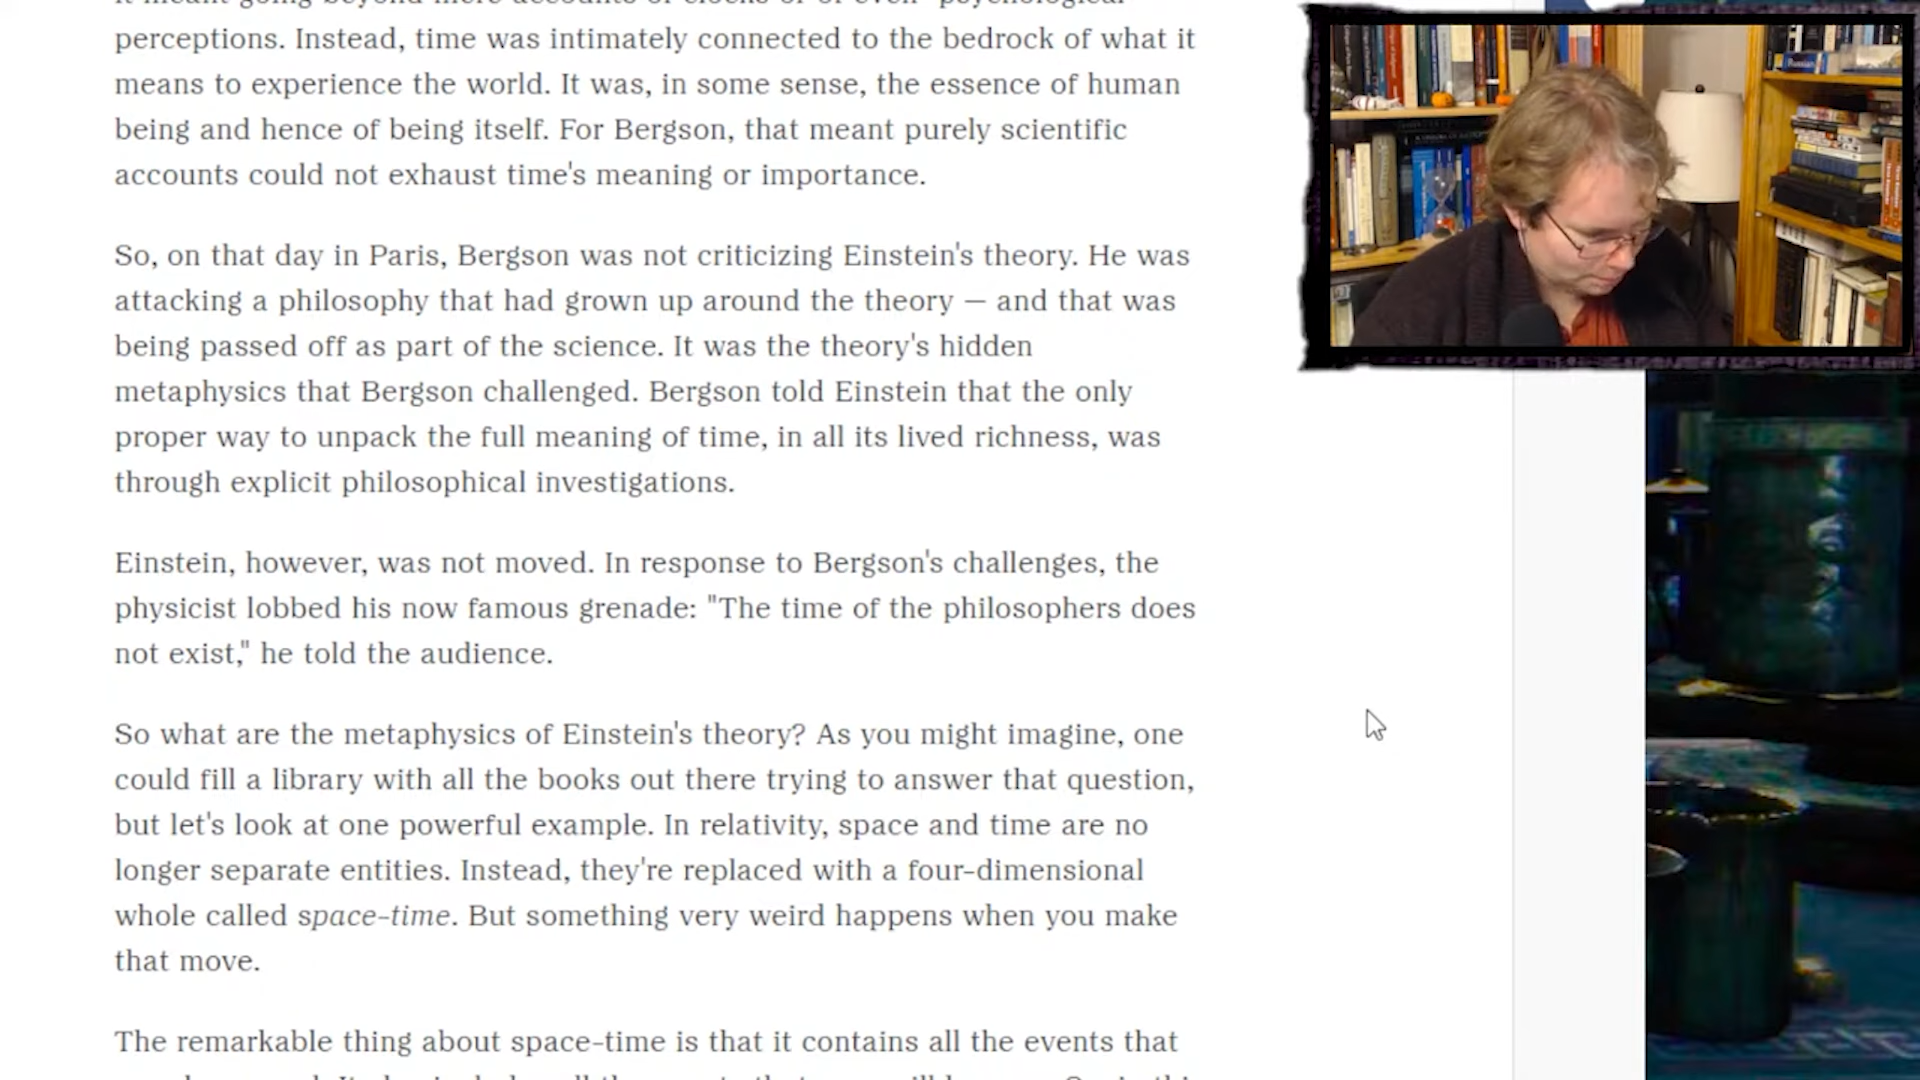 perceptions. Instead, time was intimately connected to the bedrock of what it
means to experience the world. It was, in some sense, the essence of human
being and hence of being itself. For Bergson, that meant purely scientific
accounts could not exhaust time's meaning or importance.
So, on that day in Paris, Bergson was not criticizing Einstein's theory. He was
attacking a philosophy that had grown up around the theory — and that was
being passed off as part of the science. It was the theory's hidden
metaphysics that Bergson challenged. Bergson told Einstein that the only
proper way to unpack the full meaning of time, in all its lived richness, was
through explicit philosophical investigations.
Einstein, however, was not moved. In response to Bergson's challenges, the
physicist lobbed his now famous grenade: "The time of the philosophers does
not exist," he told the audience.
So what are the metaphysics of Einstein's theory? As you might imagine, one
could fill a library with all the books out there trying to answer that question,
but let's look at one powerful example. In relativity, space and time are no
longer separate entities. Instead, they're replaced with a four-dimensional
whole called space-time. But something very weird happens when you make
that move.
The remarkable thing about space-time is that it contains all the events that
Russian